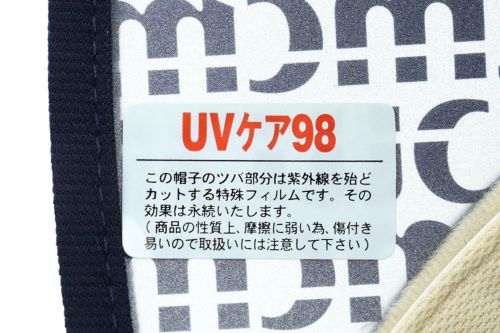 UVケア98
この帽子のツバ部分は紫外線を殆ど
カットする特殊フィルムです。その
効果は永続いたします。
(商品の性質上、摩擦に弱い為、傷付き
易いので取扱いには注意して下さい)